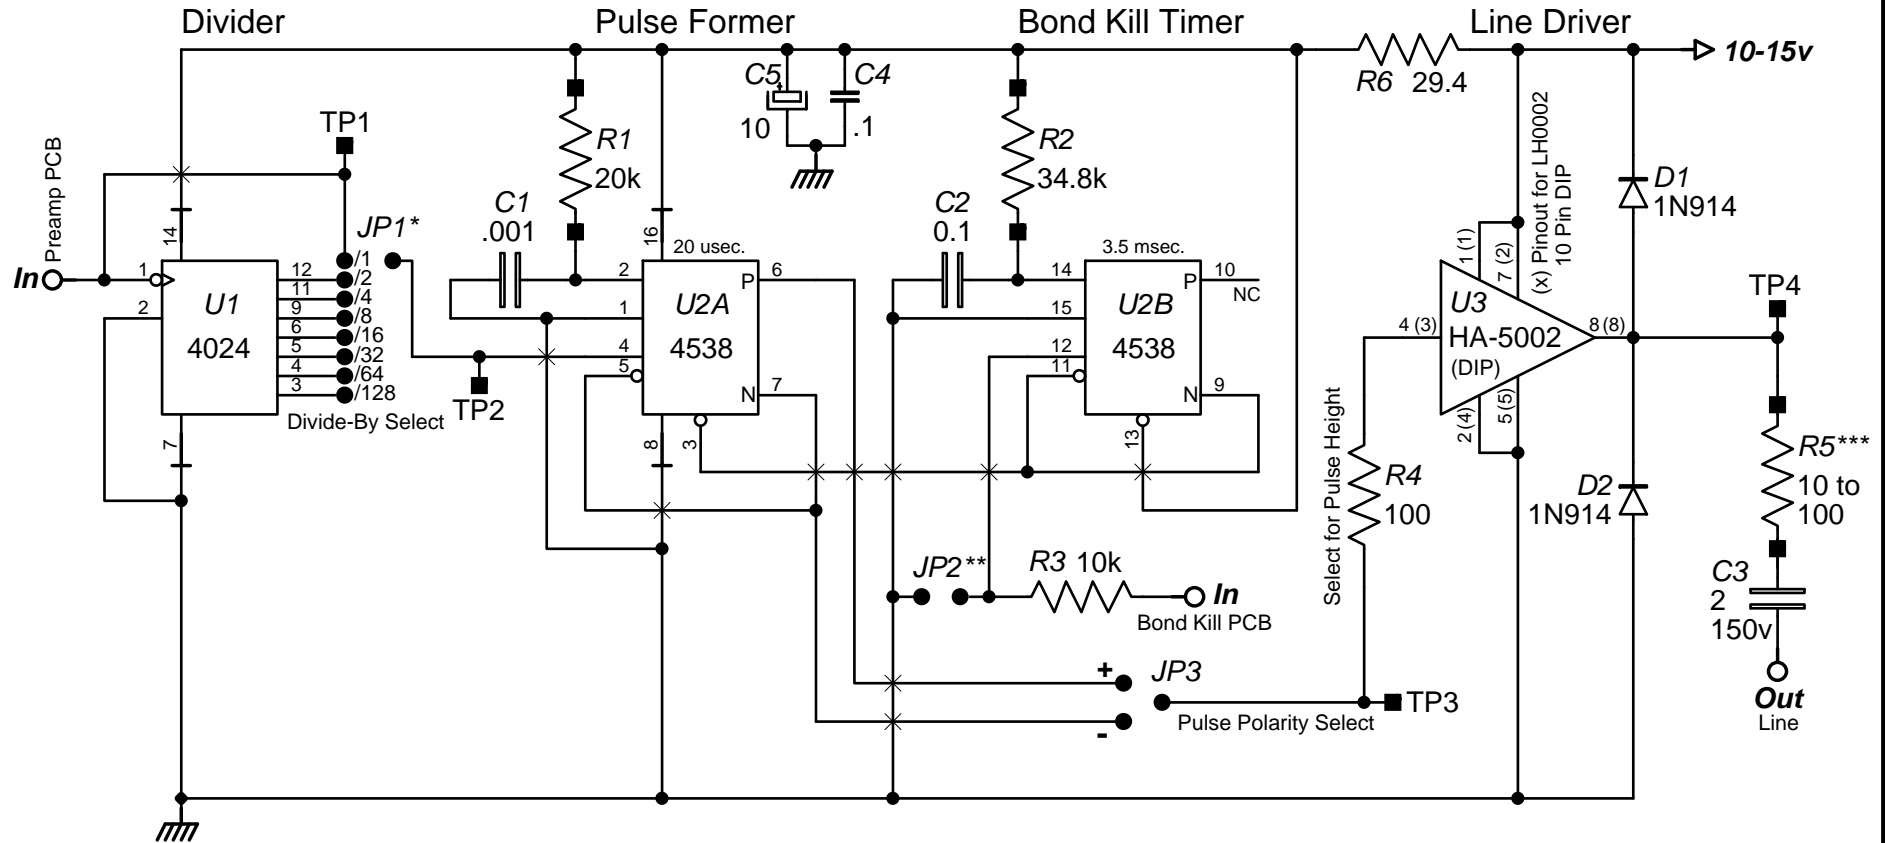 Divider
Pulse Former
Bond Kill Timer
Line Driver
10-15v
R6 29.4
C5
10
C4
.1
TP1
Preamp PCB
In
14
1
2
7
U1
4024
12
11
9
6
5
4
3
JP1*
/1
/2
/4
/8
/16
/32
/64
/128
Divide-By Select
TP2
R1
20k
C1
.001
16
20 usec.
2
1
4
5
8
3
P
N
6
7
U2A
4538
R2
34.8k
C2
0.1
3.5 msec.
14
15
12
11
13
P
N
10
NC
9
U2B
4538
JP2**
R3 10k
In
Bond Kill PCB
+
-
JP3
Pulse Polarity Select
TP3
Select for Pulse Height
R4
100
4 (3)
1 (1)
7 (2)
(x) Pinout for LH0002
10 Pin DIP
U3
HA-5002
(DIP)
2 (4)
5 (5)
8 (8)
D1
1N914
D2
1N914
TP4
R5***
10 to
100
C3
2
150v
Out
Line